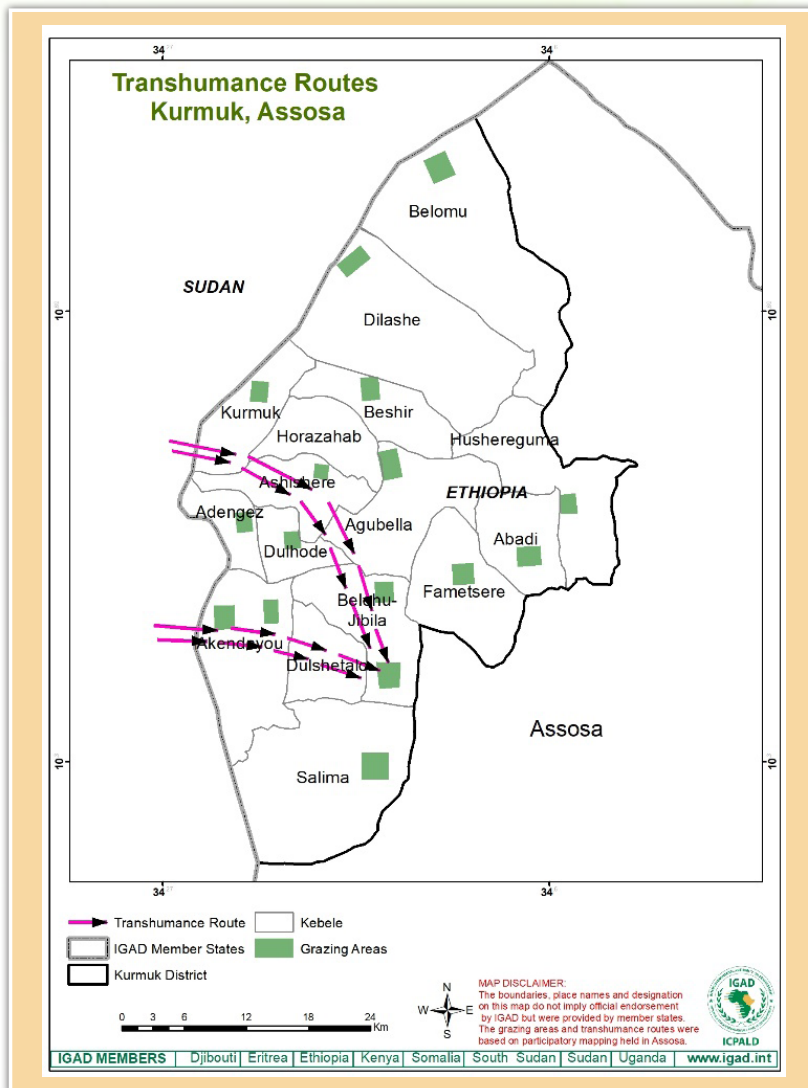 Transhumance Routes
Kurmuk, Assosa
34
34
Belomu
SUDAN
10
10
Dilashe
Kurmuk
Beshir
Horazahab
Hushereguma
Ashishere
ETHIOPIA
Adengez
Agubella
Abadi
Dulhode
Fametsere
Belahu-
Jibila
Akendeyou
Dulshetalo
Assosa
10
10
Salima
34
34
Transhumance Route
Kebele
IGAD Member States
Grazing Areas
Kurmuk District
0 3 6 12 18 24
Km
N
W E
S
MAP DISCLAIMER:
The boundaries, place names and designation
on this map do not imply official endorsement
by IGAD but were provided by member states.
The grazing areas and transhumance routes were
based on participatory mapping held in Assosa.
IGAD
ICPALD
IGAD MEMBERS | Djibouti | Eritrea | Ethiopia | Kenya | Somalia | South Sudan | Sudan | Uganda | www.igad.int